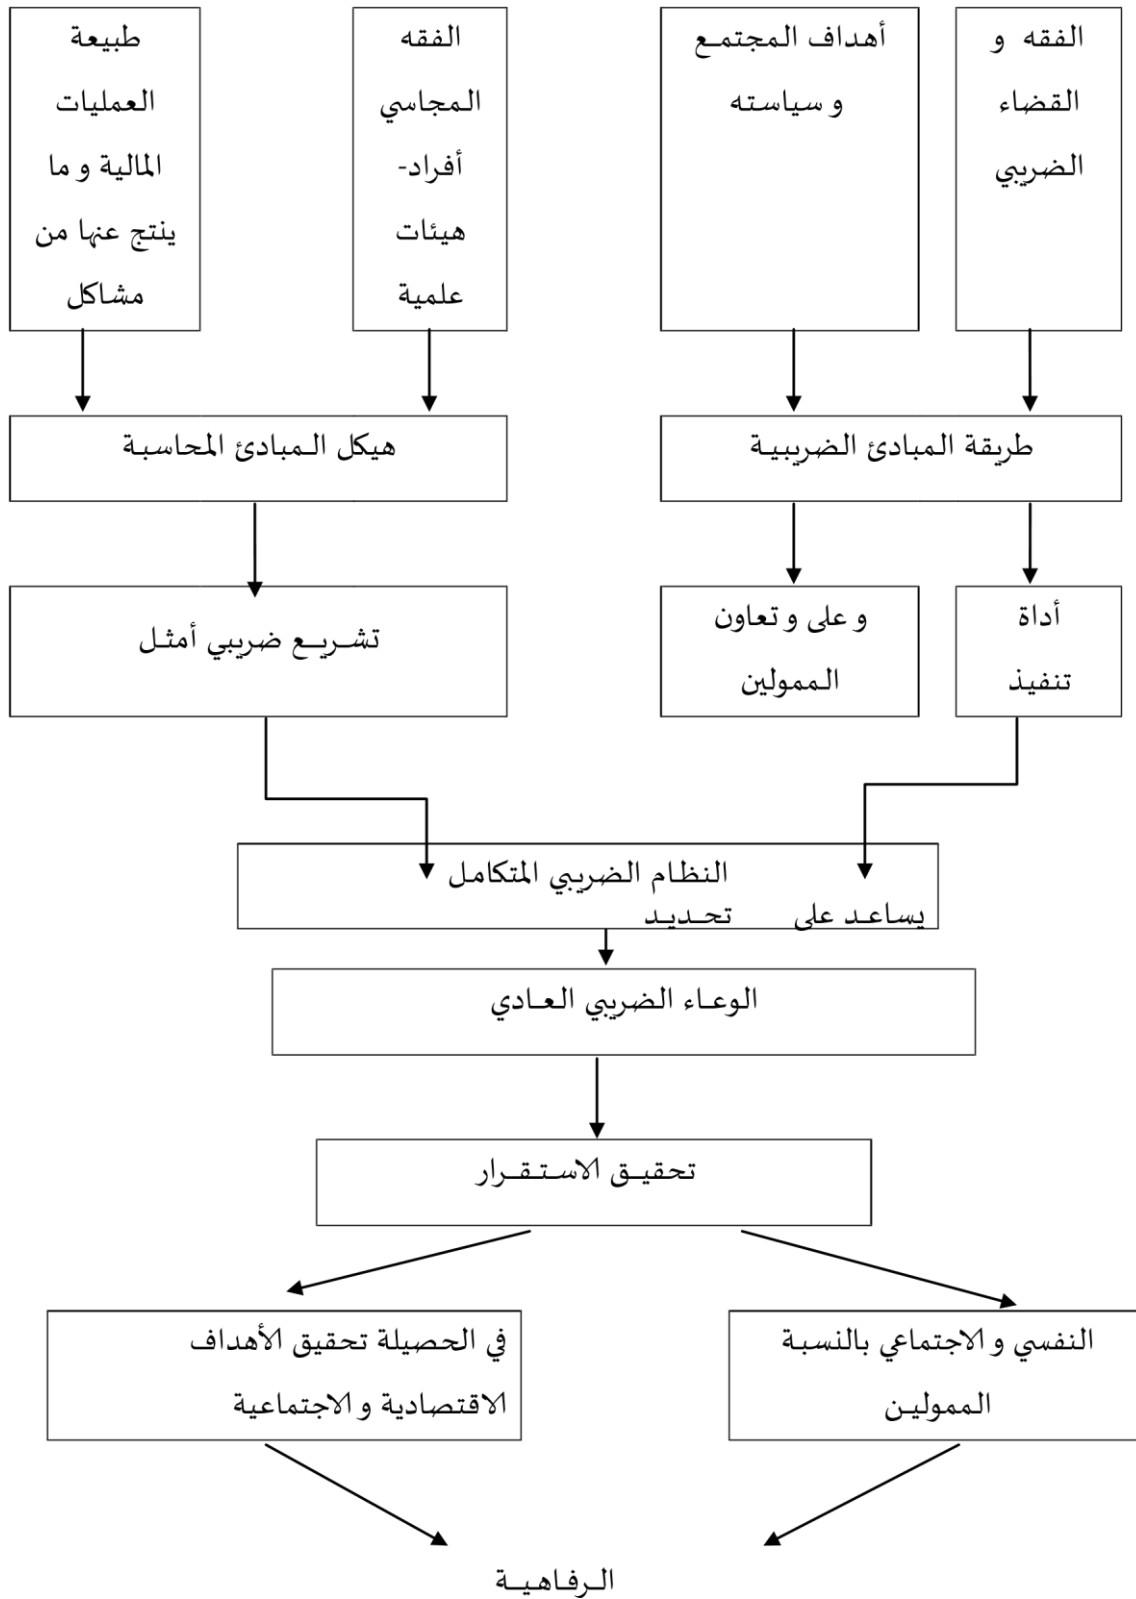 الفقه و
القضاء
الضريبي
أهداف المجتمع
و سياسته
الفقه
المجاسي
أفراد-
هيئات
علمية
طبيعة
العمليات
المالية و ما
ينتج عنها من
مشاكل
طريقة المبادئ الضريبية
هيكل المبادئ المحاسبة
أداة
تنفيذ
و على و تعاون
الممولين
تشريع ضريبي أمثل
النظام الضريبي المتكامل
يساعد على تحديد
الوعاء الضريبي العادي
تحقيق الاستقرار
النفسي و الاجتماعي بالنسبة
الممولين
في الحصيلة تحقيق الأهداف
الاقتصادية و الاجتماعية
الرفاهية